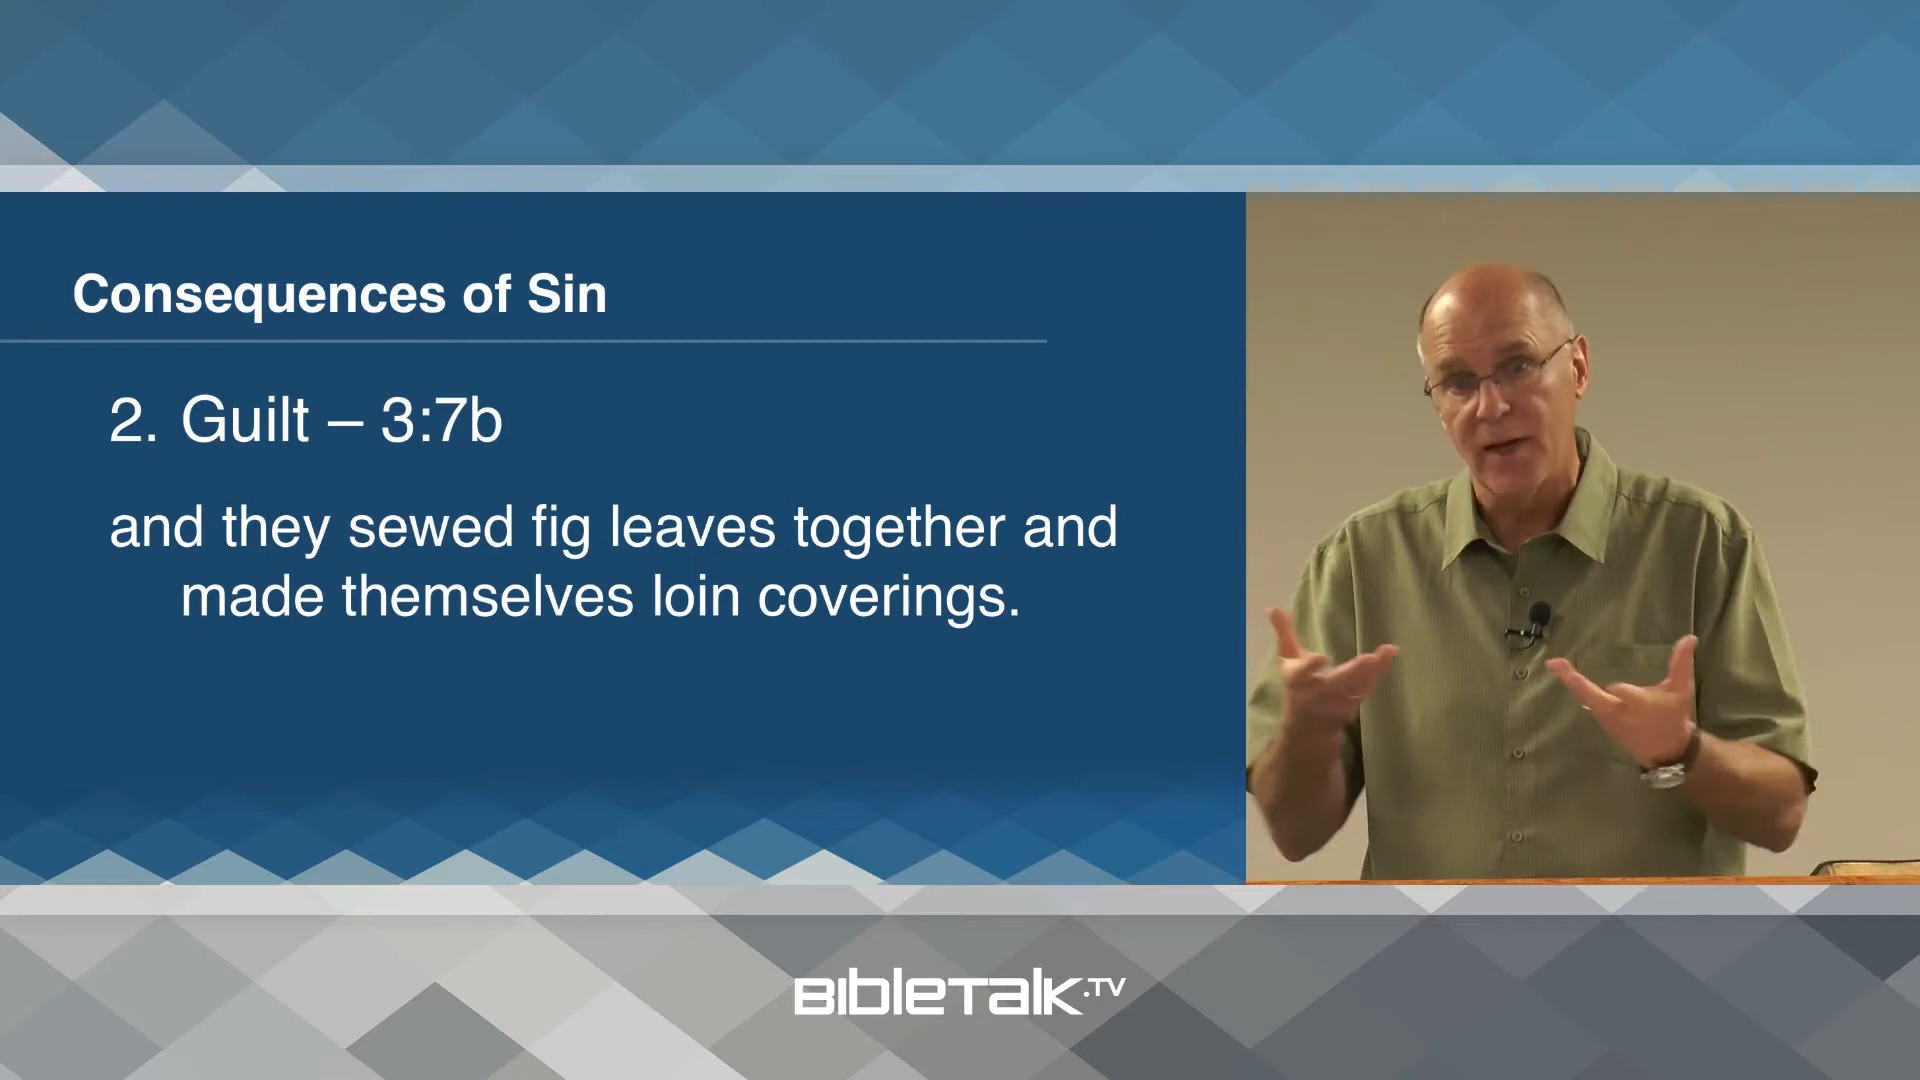 Consequences of Sin
2. Guilt – 3:7b
and they sewed fig leaves together and
made themselves loin coverings.
BIBLETALK.TV